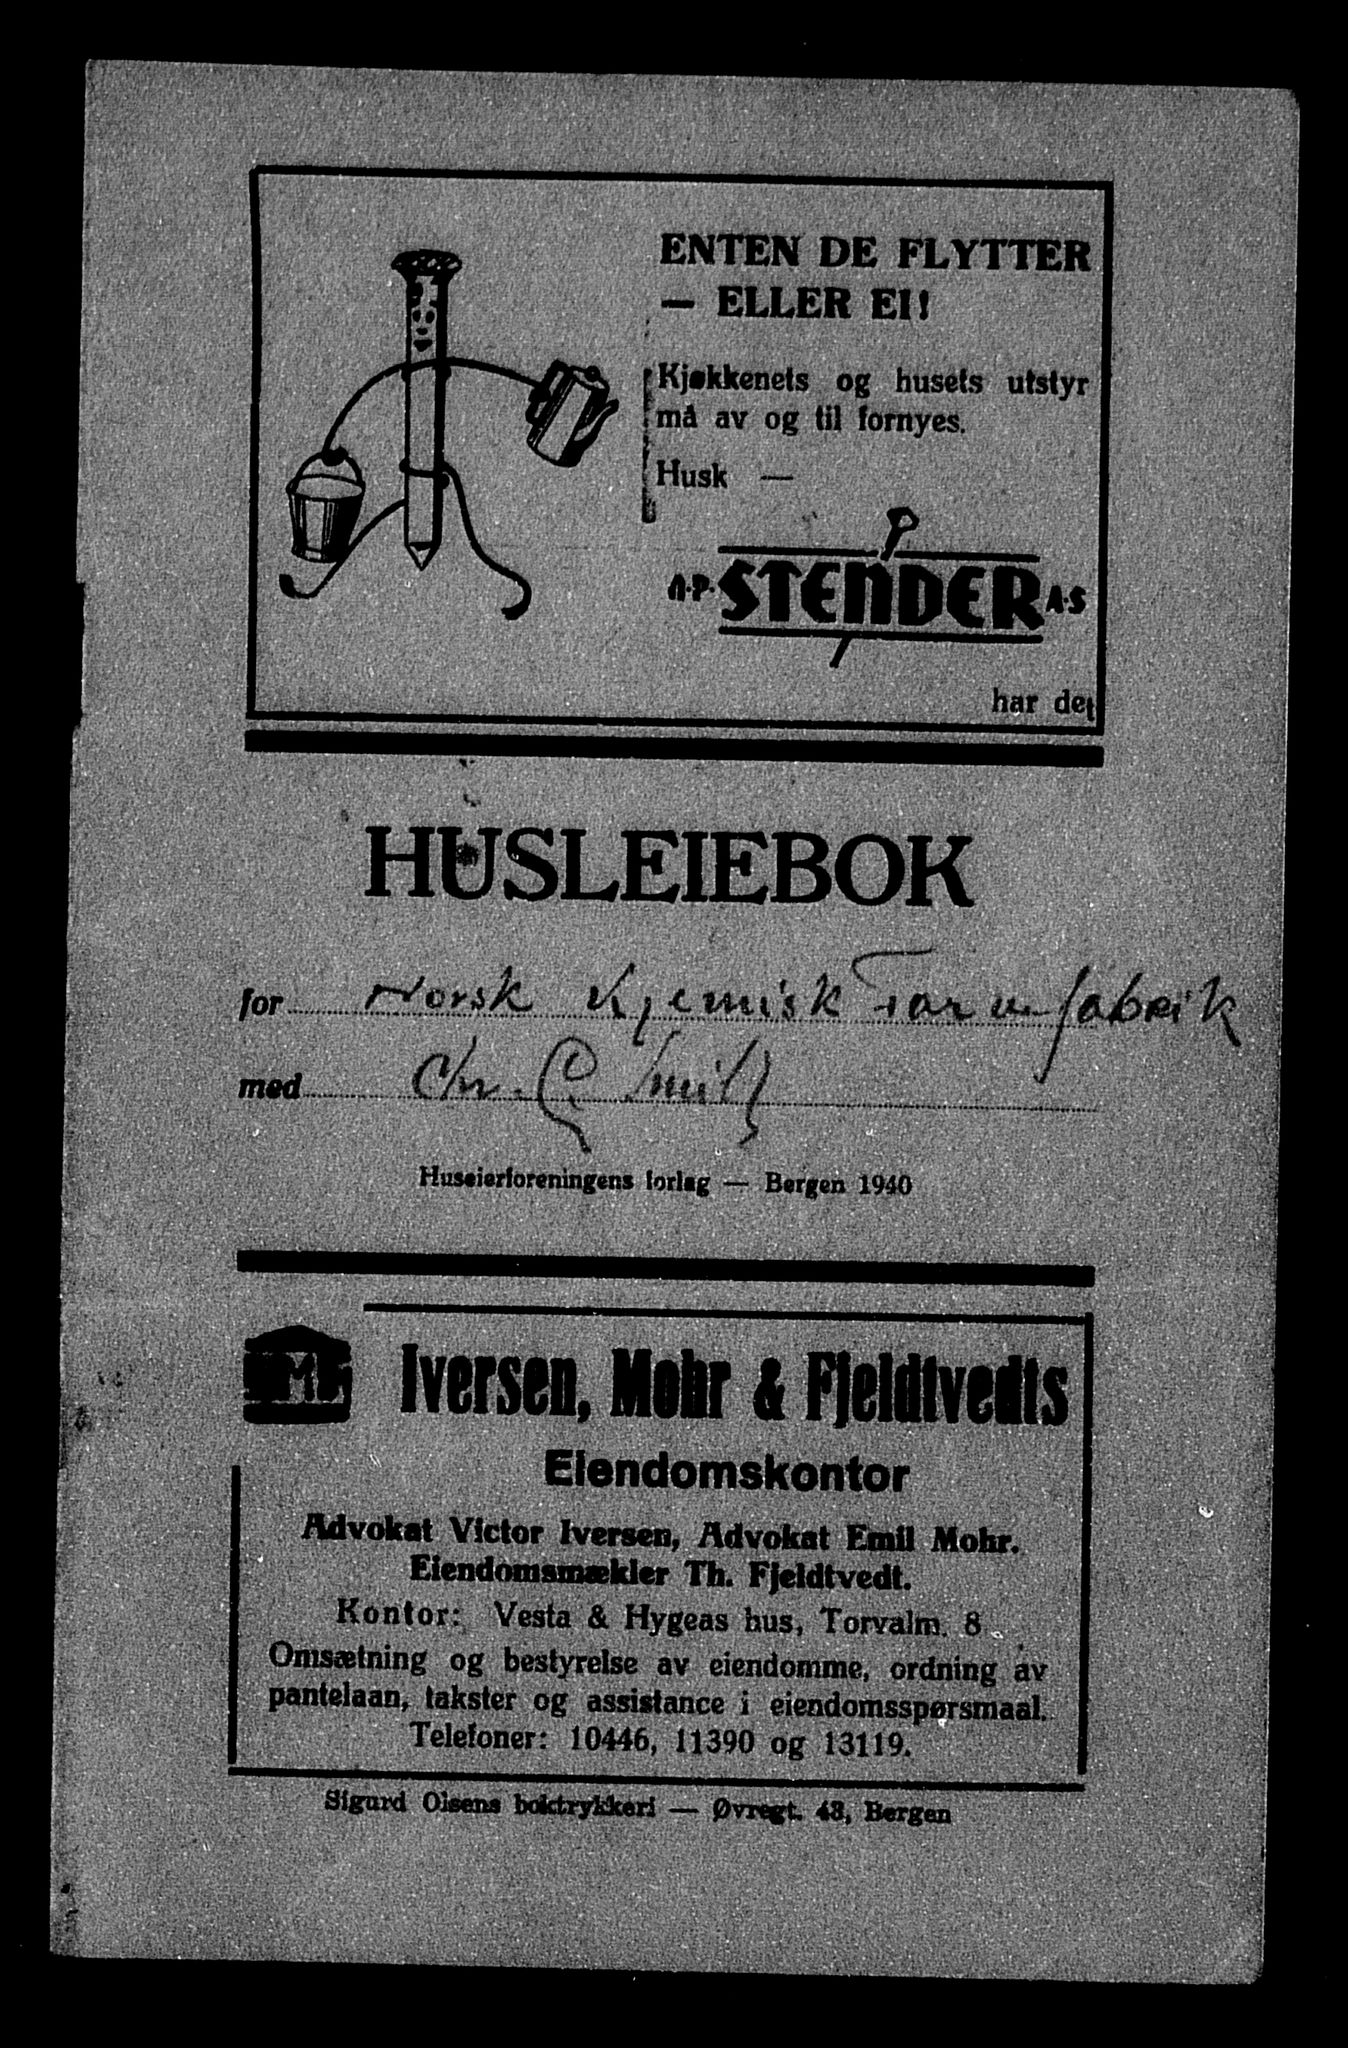 ENTEN DE FLYTTER
— ELLER EI!
Kjøkkenets og husets utstyr
må av og til fornyes.
Husk —
A.P. STENDER A.S
har det
HUSLEIEBOK
for Norsk Kjemisk Farvefabrik
med Chr. C. Smith
Huseierforeningens forlag — Bergen 1940
Iversen, Mohr & Fjeldtvedts
Eiendomskontor
Advokat Victor Iversen, Advokat Emil Mohr.
Eiendomsmækler Th. Fjeldtvedt.
Kontor: Vesta & Hygeas hus, Torvalm. 8
Omsætning og bestyrelse av eiendomme, ordning av
pantelaan, takster og assistance i eiendomsspørsmaal.
Telefoner: 10446, 11390 og 13119.
Sigurd Olsens boktrykkeri — Øvregt. 43, Bergen